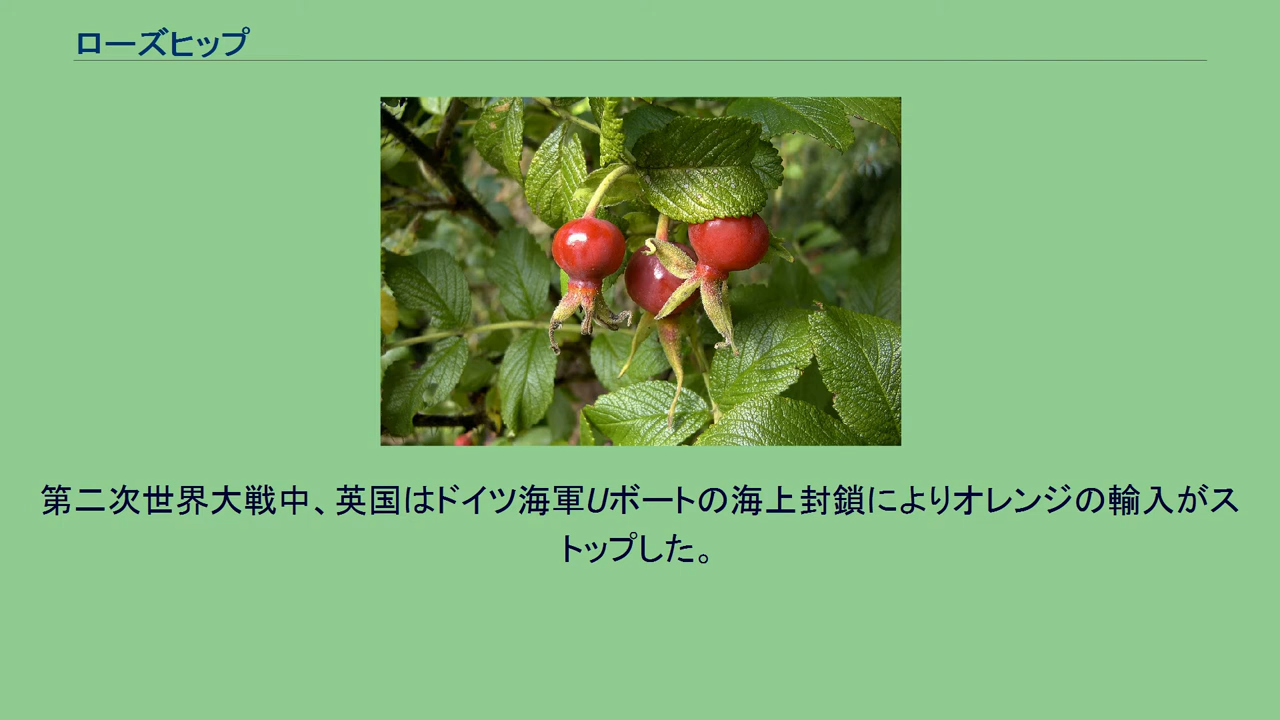 ローズヒップ
第二次世界大戦中、英国はドイツ海軍Uボートの海上封鎖によりオレンジの輸入がス
トップした。